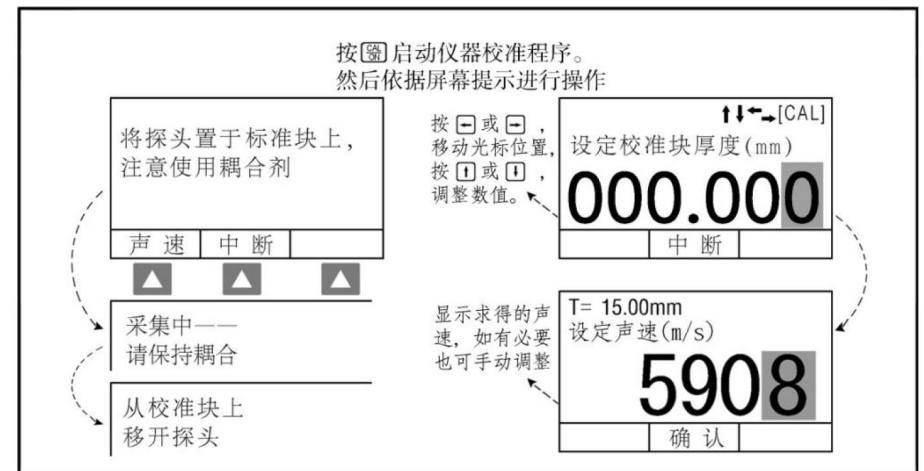 按[CAL ON]启动仪器校准程序。
然后依据屏幕提示进行操作
将探头置于标准块上，
注意使用耦合剂
声速 中断
采集中——
请保持耦合
从校准块上
移开探头
按←或→，
移动光标位置，
按↑或↓，
调整数值。
↑↓←→[CAL]
设定校准块厚度(mm)
000.000
中断
显示求得的声
速，如有必要
也可手动调整
T= 15.00mm
设定声速(m/s)
5908
确认